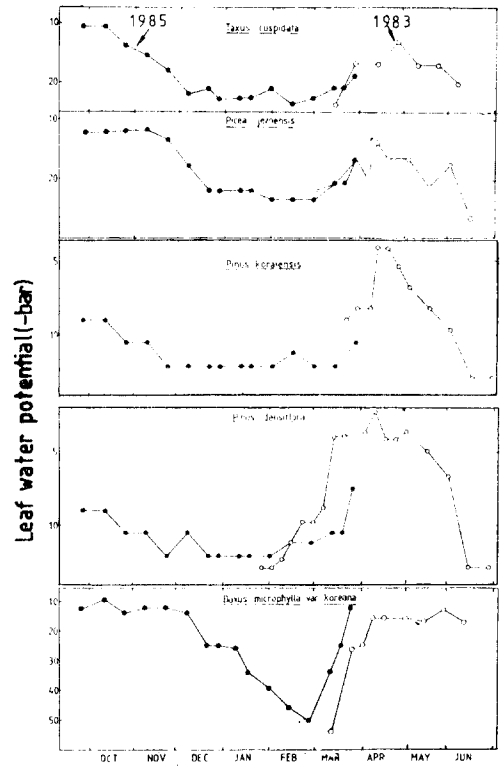 1985
1983
Taxus cuspidata
10
20
Picea jezoensis
10
20
Pinus koraiensis
5
10
Pinus densiflora
5
10
Buxus microphylla var koreana
10
20
30
40
50
Leaf water potential(-bar)
OCT NOV DEC JAN FEB MAR APR MAY JUN